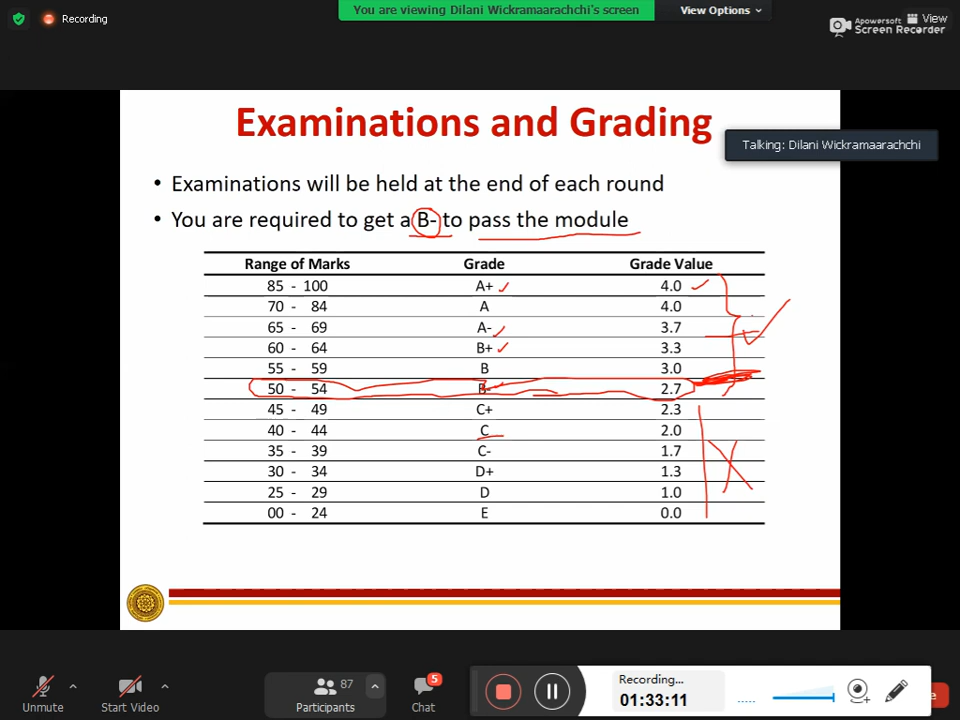 Recording
You are viewing Dilani Wickramaarachchi's screen
View Options
Apowersoft
Screen Recorder
View
Examinations and Grading
Talking: Dilani Wickramaarachchi
• Examinations will be held at the end of each round
• You are required to get a B- to pass the module
Range of Marks Grade Grade Value
85 - 100 A+ 4.0
70 - 84 A 4.0
65 - 69 A- 3.7
60 - 64 B+ 3.3
55 - 59 B 3.0
50 - 54 B- 2.7
45 - 49 C+ 2.3
40 - 44 C 2.0
35 - 39 C- 1.7
30 - 34 D+ 1.3
25 - 29 D 1.0
00 - 24 E 0.0
Unmute
Start Video
87
Participants
5
Chat
Recording...
01:33:11
e